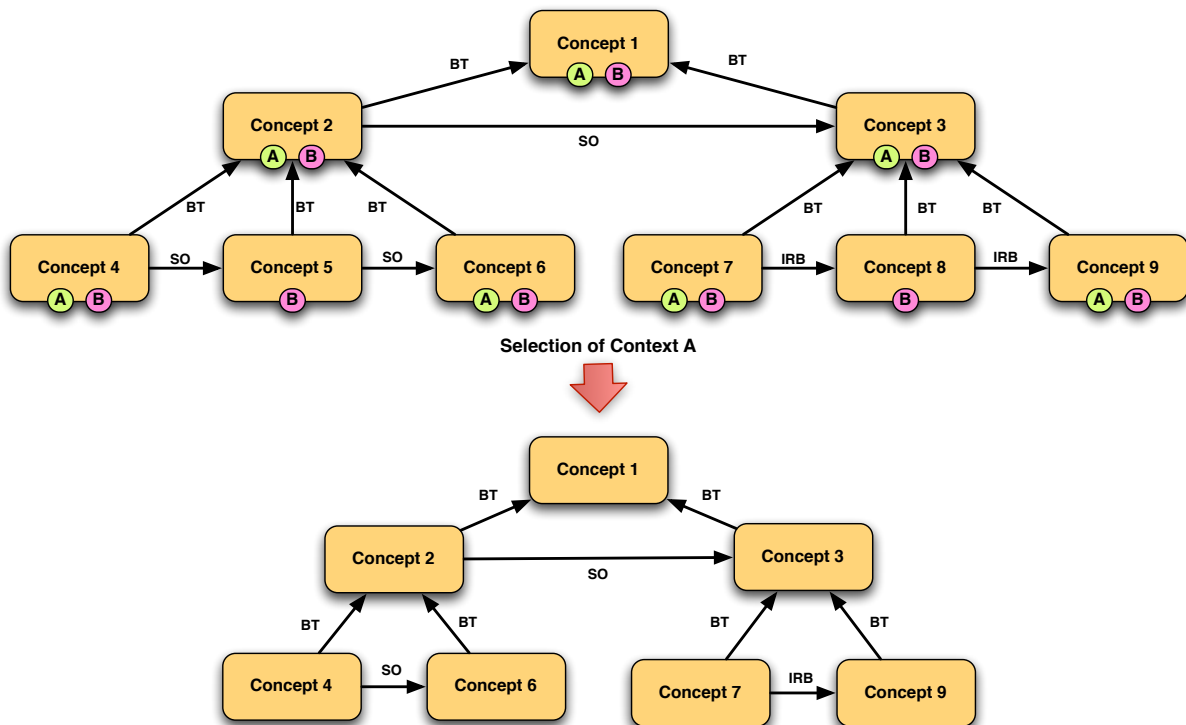 Concept 1
A B
BT
BT
Concept 2
Concept 3
A B
SO
A B
BT
BT
BT
BT
BT
BT
Concept 4
SO
Concept 5
SO
Concept 6
Concept 7
IRB
Concept 8
IRB
Concept 9
A B
B
A B
A B
B
A B
Selection of Context A
Concept 1
BT
BT
Concept 2
Concept 3
SO
BT
BT
BT
BT
Concept 4
SO
Concept 6
Concept 7
IRB
Concept 9